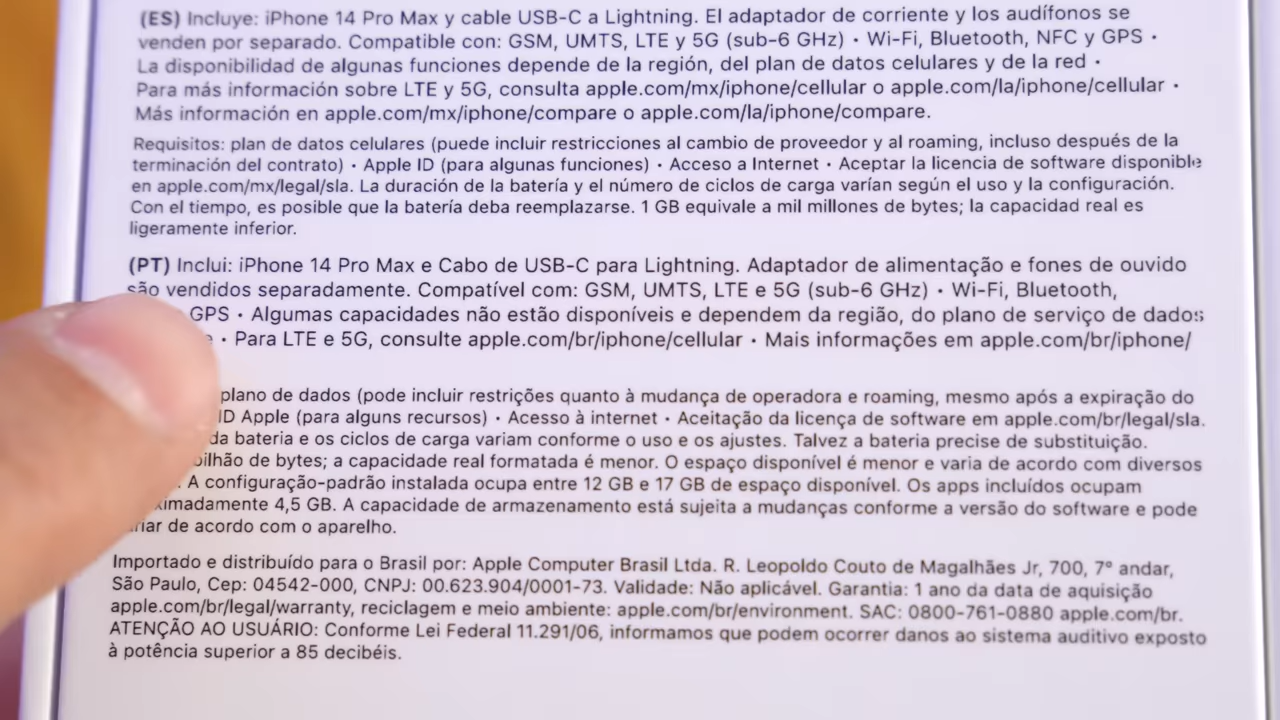 (ES) Incluye: iPhone 14 Pro Max y cable USB-C a Lightning. El adaptador de corriente y los audífonos se
venden por separado. Compatible con: GSM, UMTS, LTE y 5G (sub-6 GHz) • Wi-Fi, Bluetooth, NFC y GPS •
La disponibilidad de algunas funciones depende de la región, del plan de datos celulares y de la red •
Para más información sobre LTE y 5G, consulta apple.com/mx/iphone/cellular o apple.com/la/iphone/cellular •
Más información en apple.com/mx/iphone/compare o apple.com/la/iphone/compare.
Requisitos: plan de datos celulares (puede incluir restricciones al cambio de proveedor y al roaming, incluso después de la
terminación del contrato) • Apple ID (para algunas funciones) • Acceso a Internet • Aceptar la licencia de software disponible
en apple.com/mx/legal/sla. La duración de la batería y el número de ciclos de carga varían según el uso y la configuración.
Con el tiempo, es posible que la batería deba reemplazarse. 1 GB equivale a mil millones de bytes; la capacidad real es
ligeramente inferior.
(PT) Inclui: iPhone 14 Pro Max e Cabo de USB-C para Lightning. Adaptador de alimentação e fones de ouvido
são vendidos separadamente. Compatível com: GSM, UMTS, LTE e 5G (sub-6 GHz) • Wi-Fi, Bluetooth,
GPS • Algumas capacidades não estão disponíveis e dependem da região, do plano de serviço de dados
• Para LTE e 5G, consulte apple.com/br/iphone/cellular • Mais informações em apple.com/br/iphone/
plano de dados (pode incluir restrições quanto à mudança de operadora e roaming, mesmo após a expiração do
ID Apple (para alguns recursos) • Acesso à internet • Aceitação da licença de software em apple.com/br/legal/sla.
da bateria e os ciclos de carga variam conforme o uso e os ajustes. Talvez a bateria precise de substituição.
bilhão de bytes; a capacidade real formatada é menor. O espaço disponível é menor e varia de acordo com diversos
A configuração-padrão instalada ocupa entre 12 GB e 17 GB de espaço disponível. Os apps incluídos ocupam
4,5 GB. A capacidade de armazenamento está sujeita a mudanças conforme a versão do software e pode
de acordo com o aparelho.
Importado e distribuído para o Brasil por: Apple Computer Brasil Ltda. R. Leopoldo Couto de Magalhães Jr, 700, 7º andar,
São Paulo, Cep: 04542-000, CNPJ: 00.623.904/0001-73. Validade: Não aplicável. Garantia: 1 ano da data de aquisição
apple.com/br/legal/warranty, reciclagem e meio ambiente: apple.com/br/environment. SAC: 0800-761-0880 apple.com/br.
ATENÇÃO AO USUÁRIO: Conforme Lei Federal 11.291/06, informamos que podem ocorrer danos ao sistema auditivo exposto
à potência superior a 85 decibéis.